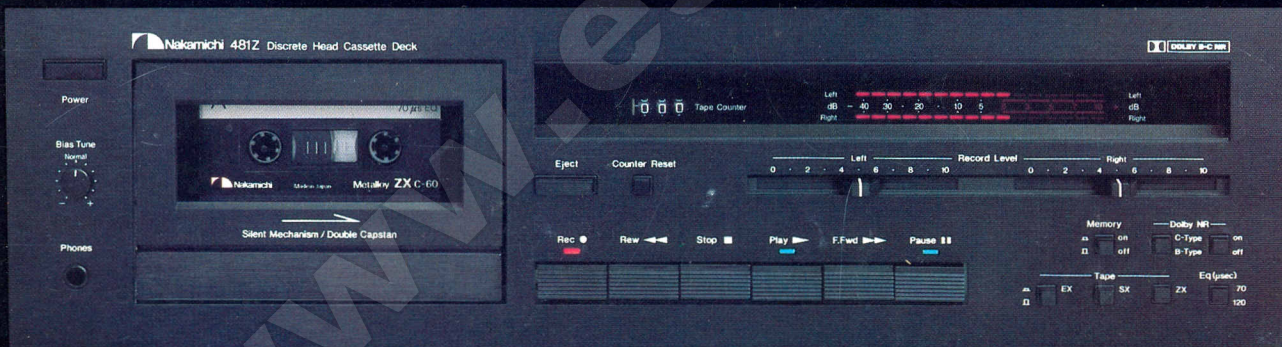 Nakamichi 481Z Discrete Head Cassette Deck
DOLBY B-C NR
Power
Bias Tune
Normal
- +
Phones
70 µs EQ
Nakamichi Made in Japan Metalloy ZX C-60
Silent Mechanism / Double Capstan
000 Tape Counter
Left Left
dB - 40 30 · 20 · 10 5 dB
Right Right
Eject Counter Reset
Left Record Level Right
0 · 2 · 4 · 6 · 8 · 10 0 · 2 · 4 · 6 · 8 · 10
Rec Rew Stop Play F.Fwd Pause
Memory Dolby NR
on C-Type on
off B-Type off
Tape Eq (µsec)
EX SX ZX 70
120
www.e